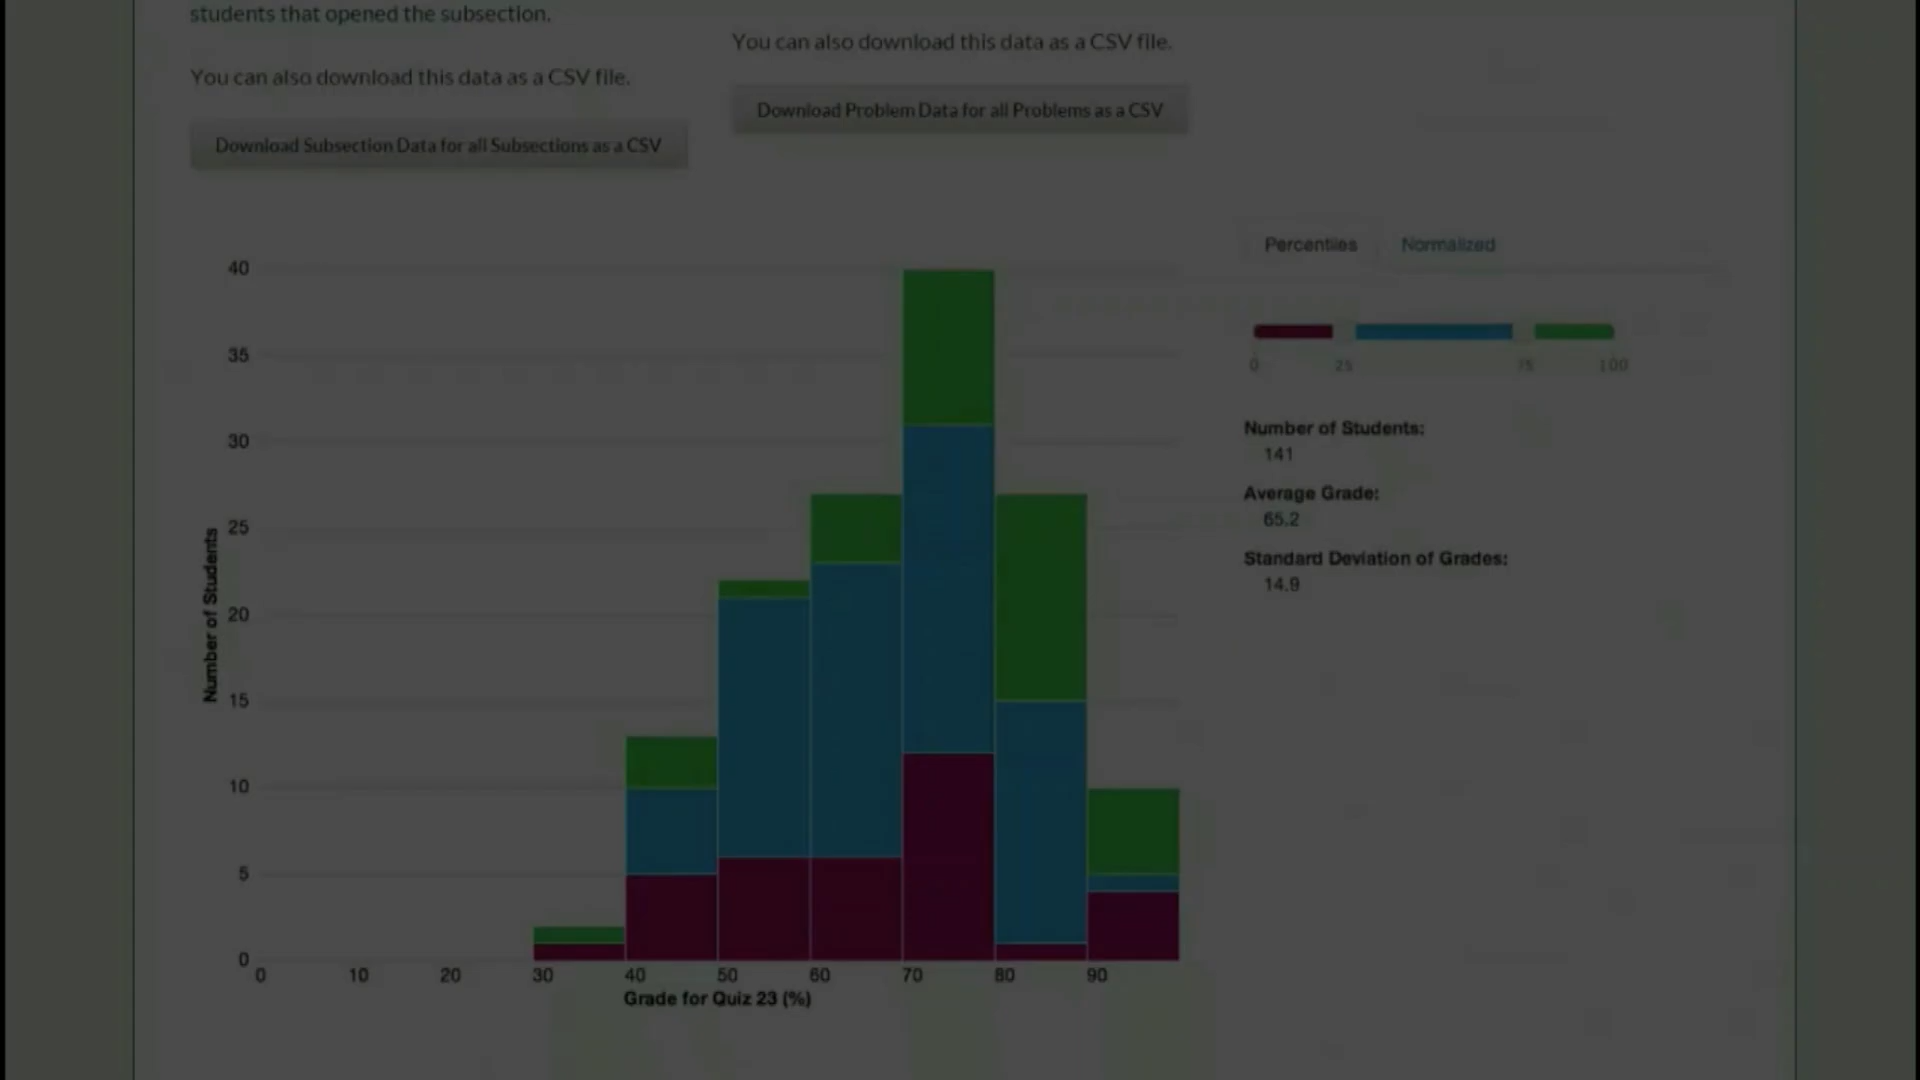 students that opened the subsection.
You can also download this data as a CSV file.
Download Subsection Data for all Subsections as a CSV
You can also download this data as a CSV file.
Download Problem Data for all Problems as a CSV
Percentiles Normalized
0 25 75 100
Number of Students:
141
Average Grade:
65.2
Standard Deviation of Grades:
14.9
Number of Students
40
35
30
25
20
15
10
5
0
0 10 20 30 40 50 60 70 80 90
Grade for Quiz 23 (%)